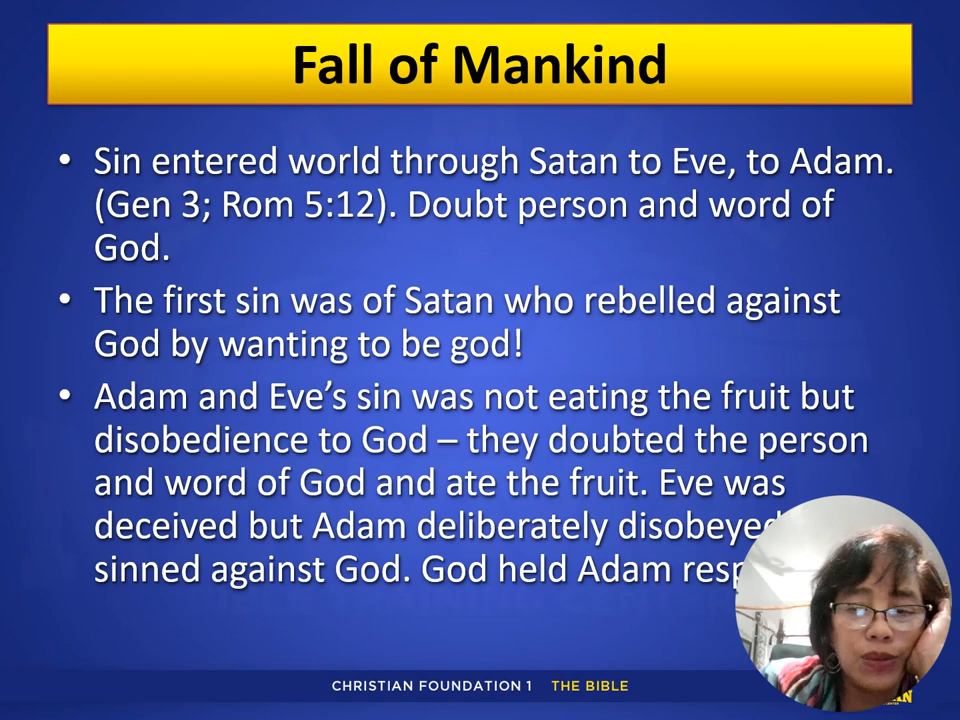 Fall of Mankind
• Sin entered world through Satan to Eve, to Adam.
(Gen 3; Rom 5:12). Doubt person and word of
God.
• The first sin was of Satan who rebelled against
God by wanting to be god!
• Adam and Eve’s sin was not eating the fruit but
disobedience to God – they doubted the person
and word of God and ate the fruit. Eve was
deceived but Adam deliberately disobeyed
sinned against God. God held Adam
CHRISTIAN FOUNDATION 1 THE BIBLE